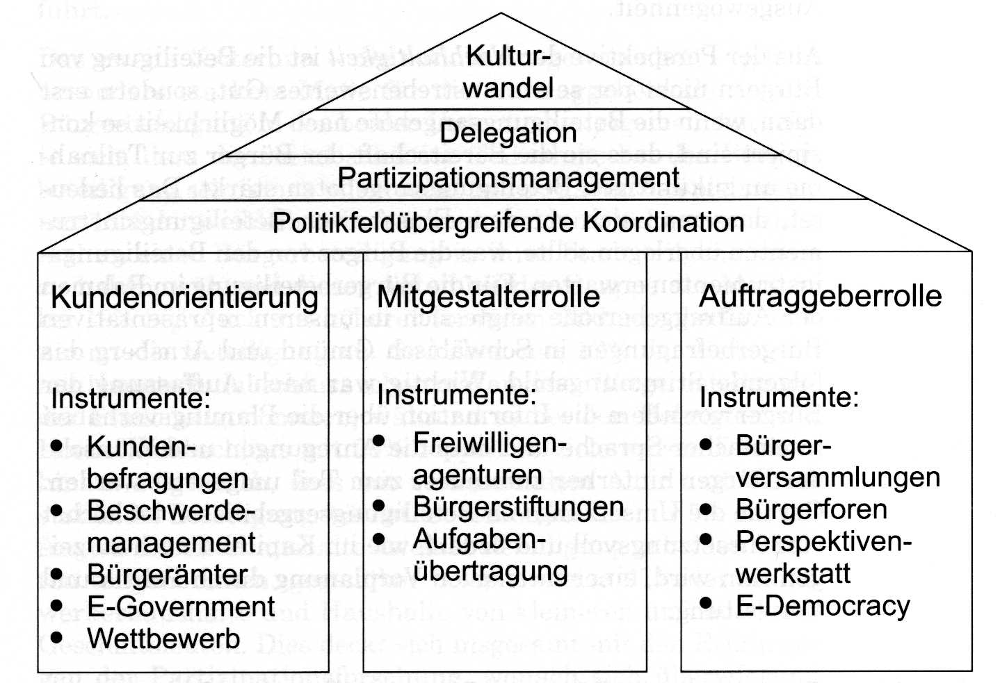 Kultur-
wandel
Delegation
Partizipationsmanagement
Politikfeldübergreifende Koordination
Kundenorientierung
Instrumente:
• Kunden-
befragungen
• Beschwerde-
management
• Bürgerämter
• E-Government
• Wettbewerb
Mitgestalterrolle
Instrumente:
• Freiwilligen-
agenturen
• Bürgerstiftungen
• Aufgaben-
übertragung
Auftraggeberrolle
Instrumente:
• Bürger-
versammlungen
• Bürgerforen
• Perspektiven-
werkstatt
• E-Democracy